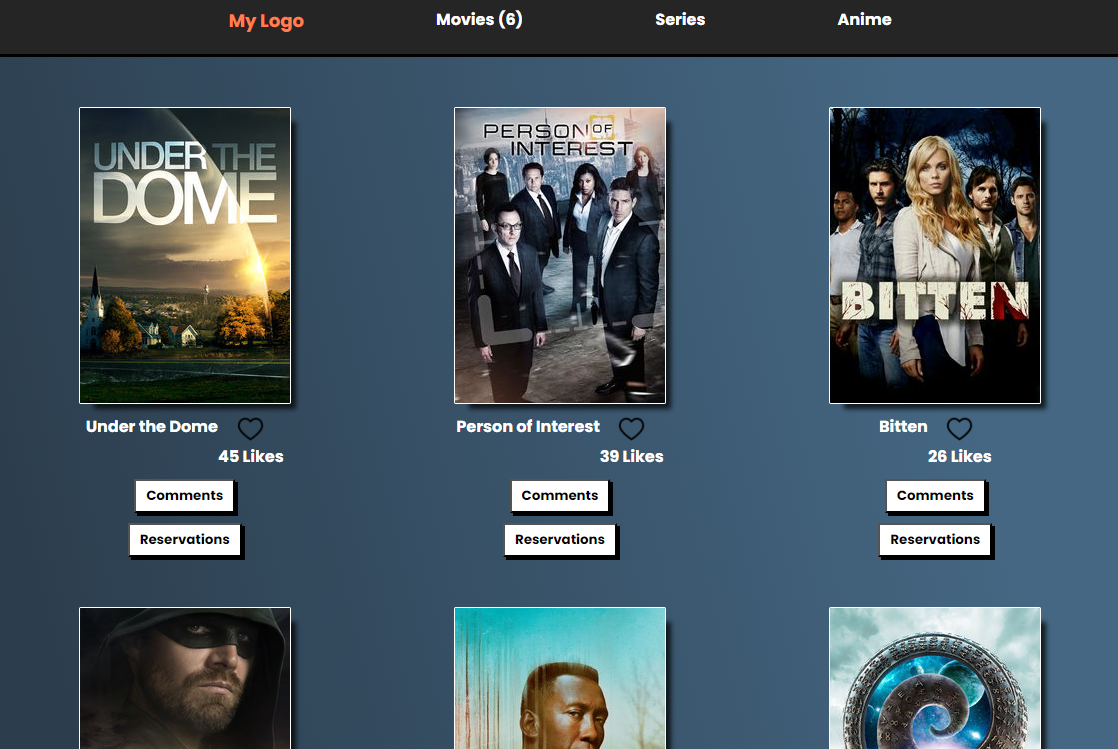 My Logo Movies (6) Series Anime
UNDER THE
DOME
PERSON OF
INTEREST
BITTEN
Under the Dome
45 Likes
Comments
Reservations
Person of Interest
39 Likes
Comments
Reservations
Bitten
26 Likes
Comments
Reservations